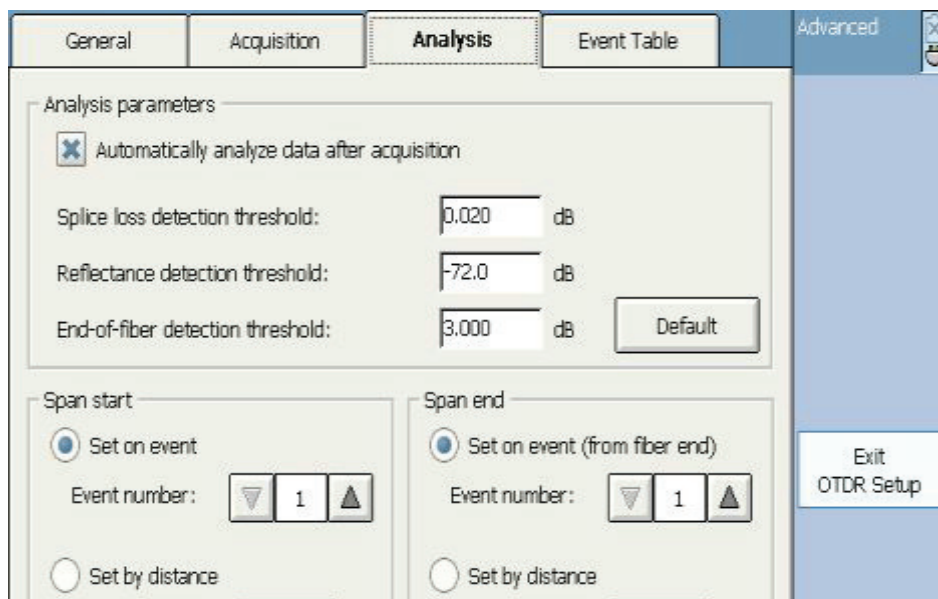 General
Acquisition
Analysis
Event Table
Advanced
Analysis parameters
Automatically analyze data after acquisition
Splice loss detection threshold: 0.020 dB
Reflectance detection threshold: -72.0 dB
End-of-fiber detection threshold: 3.000 dB
Default
Span start
Set on event
Event number: 1
Set by distance
Span end
Set on event (from fiber end)
Event number: 1
Set by distance
Exit
OTDR Setup